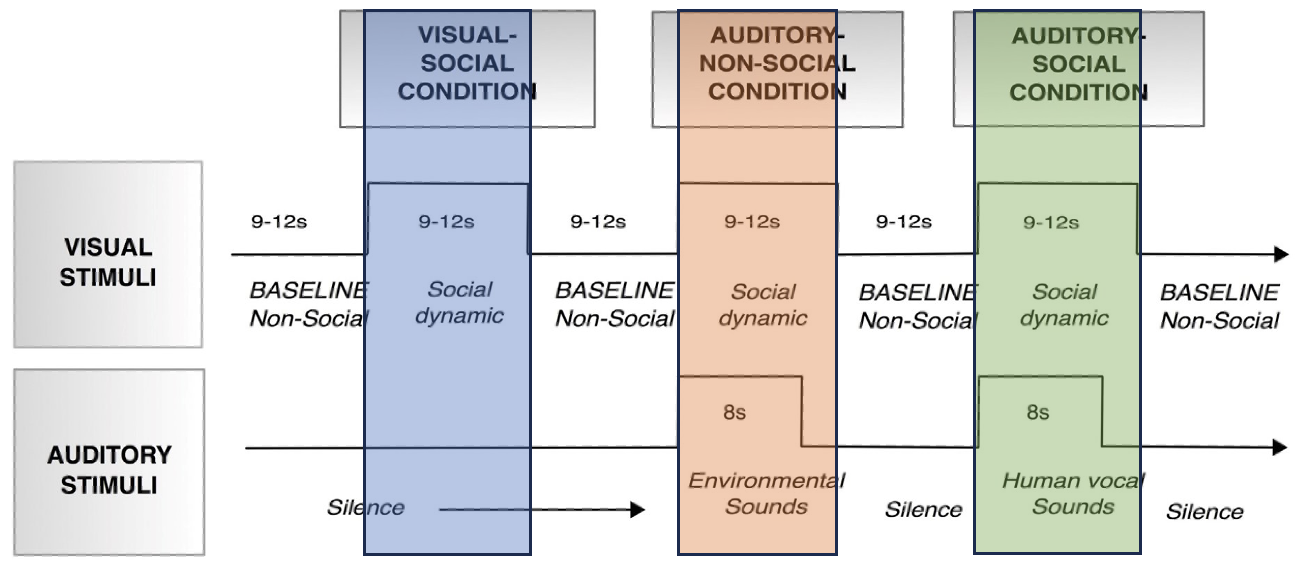 VISUAL-
SOCIAL
CONDITION
AUDITORY-
NON-SOCIAL
CONDITION
AUDITORY-
SOCIAL
CONDITION
VISUAL
STIMULI
9-12s
9-12s
9-12s
9-12s
9-12s
9-12s
BASELINE
Non-Social
Social
dynamic
BASELINE
Non-Social
Social
dynamic
BASELINE
Non-Social
Social
dynamic
BASELINE
Non-Social
AUDITORY
STIMULI
8s
8s
Silence
Environmental
Sounds
Silence
Human vocal
Sounds
Silence